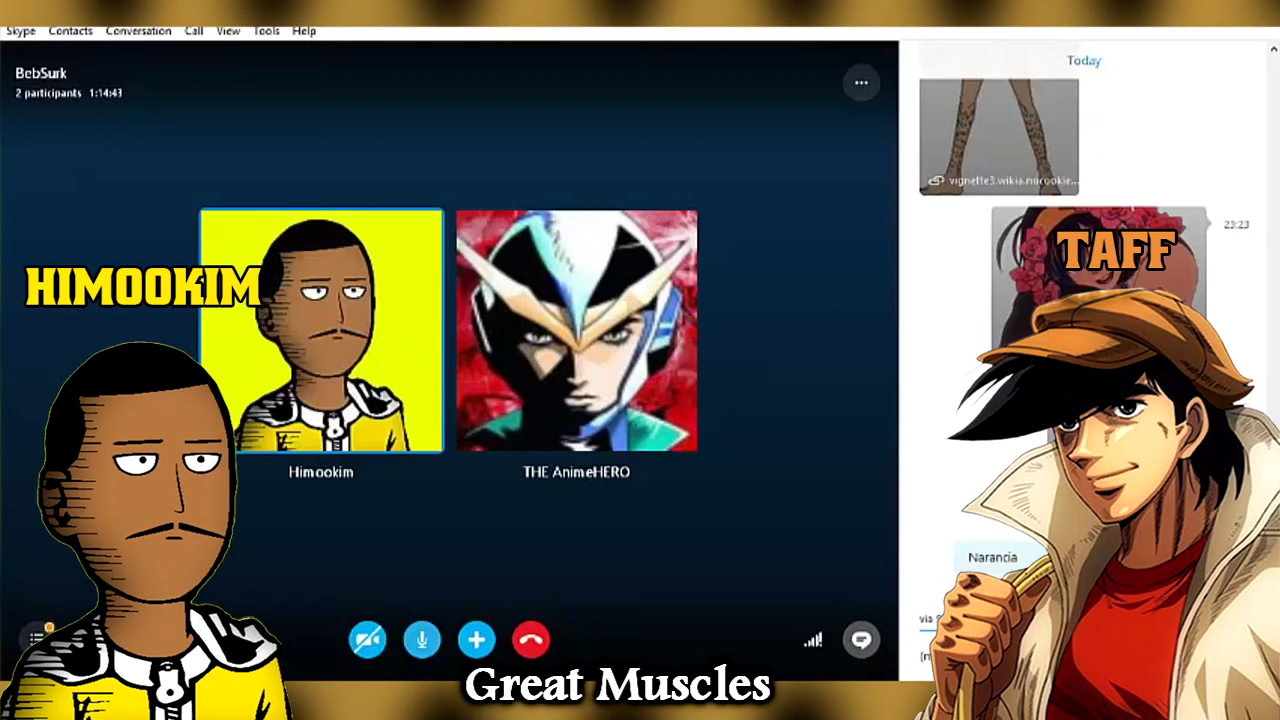 Skype Contacts Conversation Call View Tools Help
BebSurk
2 participants 1:14:43
Today
vignette3.wikia.nocookie...
23:23
TAFF
HIMOOKIM
Himookim
THE AnimeHERO
Narancia
via
Great Muscles